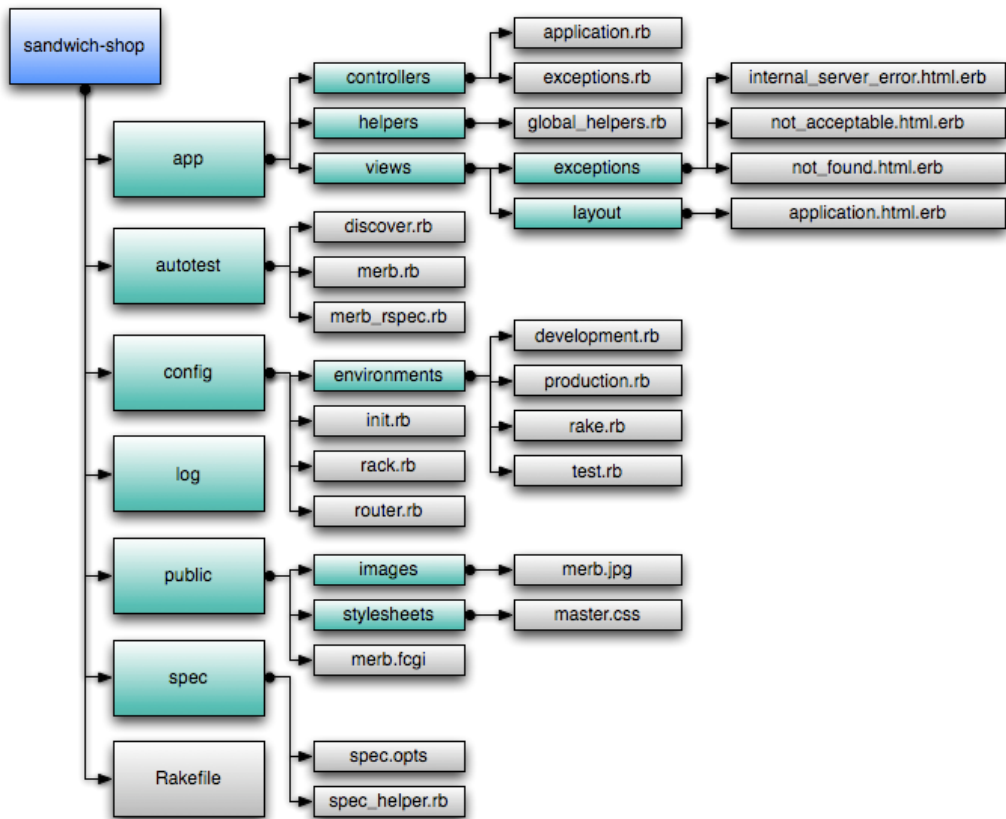 sandwich-shop
app
controllers
application.rb
exceptions.rb
helpers
global_helpers.rb
views
exceptions
internal_server_error.html.erb
not_acceptable.html.erb
not_found.html.erb
layout
application.html.erb
autotest
discover.rb
merb.rb
merb_rspec.rb
config
environments
development.rb
production.rb
rake.rb
test.rb
init.rb
rack.rb
router.rb
log
public
images
merb.jpg
stylesheets
master.css
merb.fcgi
spec
spec.opts
spec_helper.rb
Rakefile